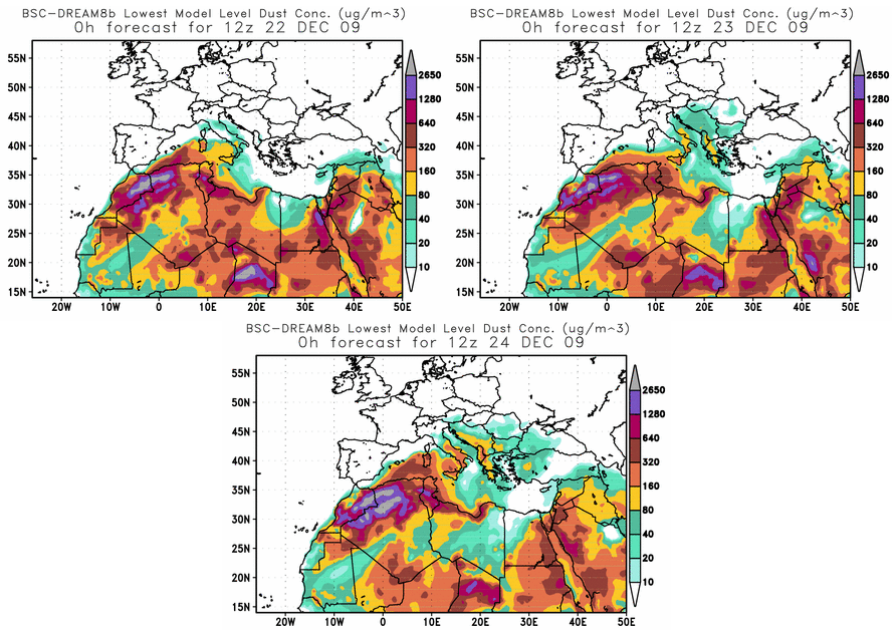 BSC-DREAM8b Lowest Model Level Dust Conc. (ug/m^3)
0h forecast for 12z 22 DEC 09
55N
50N
45N
40N
35N
30N
25N
20N
15N
20W
10W
0
10E
20E
30E
40E
50E
2650
1280
640
320
160
80
40
20
10
BSC-DREAM8b Lowest Model Level Dust Conc. (ug/m^3)
0h forecast for 12z 23 DEC 09
55N
50N
45N
40N
35N
30N
25N
20N
15N
20W
10W
0
10E
20E
30E
40E
50E
2650
1280
640
320
160
80
40
20
10
BSC-DREAM8b Lowest Model Level Dust Conc. (ug/m^3)
0h forecast for 12z 24 DEC 09
55N
50N
45N
40N
35N
30N
25N
20N
15N
20W
10W
0
10E
20E
30E
40E
50E
2650
1280
640
320
160
80
40
20
10